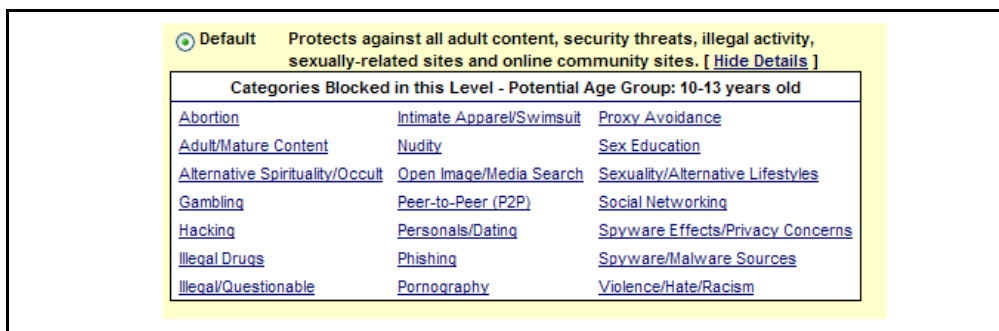 Default Protects against all adult content, security threats, illegal activity,
sexually-related sites and online community sites. [ Hide Details ]
Categories Blocked in this Level - Potential Age Group: 10-13 years old
Abortion Intimate Apparel/Swimsuit Proxy Avoidance
Adult/Mature Content Nudity Sex Education
Alternative Spirituality/Occult Open Image/Media Search Sexuality/Alternative Lifestyles
Gambling Peer-to-Peer (P2P) Social Networking
Hacking Personals/Dating Spyware Effects/Privacy Concerns
Illegal Drugs Phishing Spyware/Malware Sources
Illegal/Questionable Pornography Violence/Hate/Racism